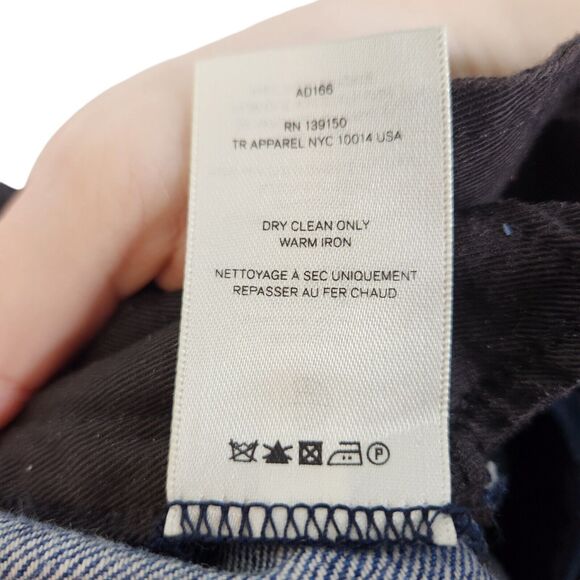 AD166
RN 139150
TR APPAREL NYC 10014 USA
DRY CLEAN ONLY
WARM IRON
NETTOYAGE À SEC UNIQUEMENT
REPASSER AU FER CHAUD
P